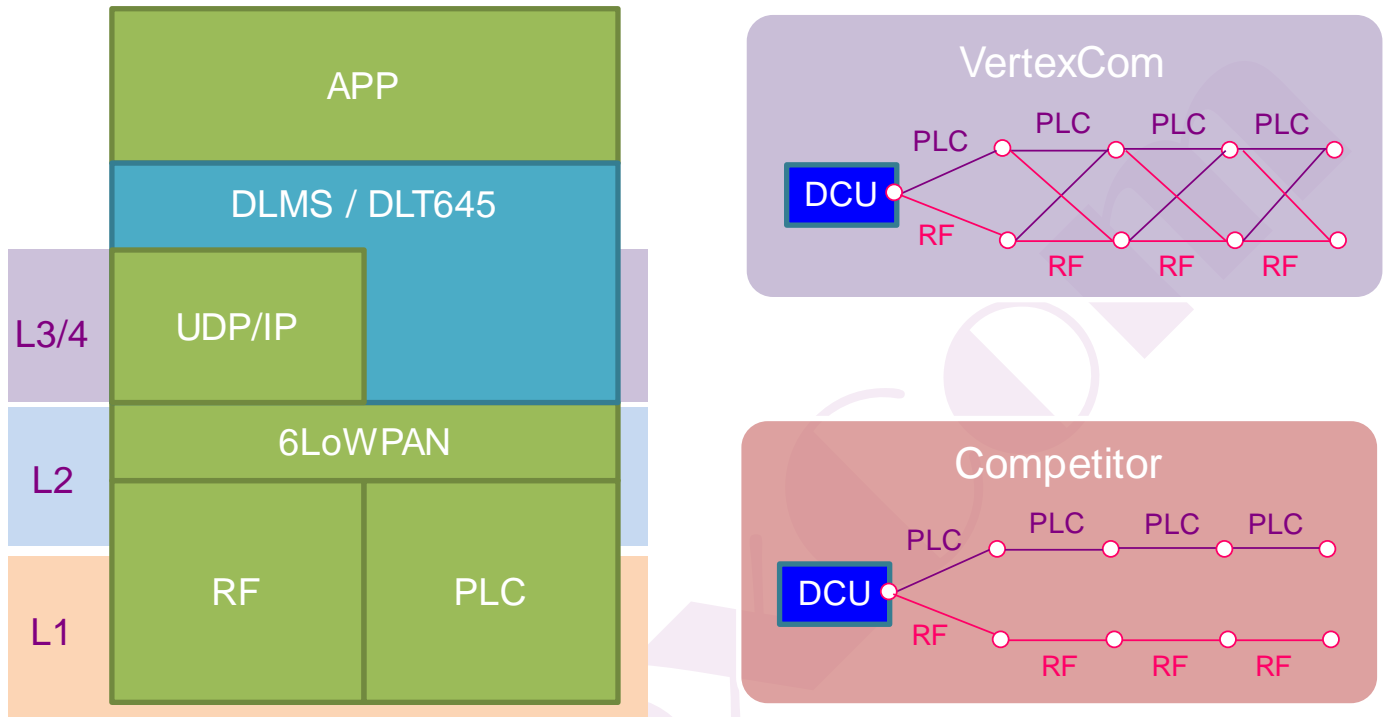 APP
DLMS / DLT645
L3/4
UDP/IP
6LoWPAN
L2
RF
PLC
L1
VertexCom
PLC
PLC
PLC
PLC
DCU
RF
RF
RF
RF
Competitor
PLC
PLC
PLC
PLC
DCU
RF
RF
RF
RF